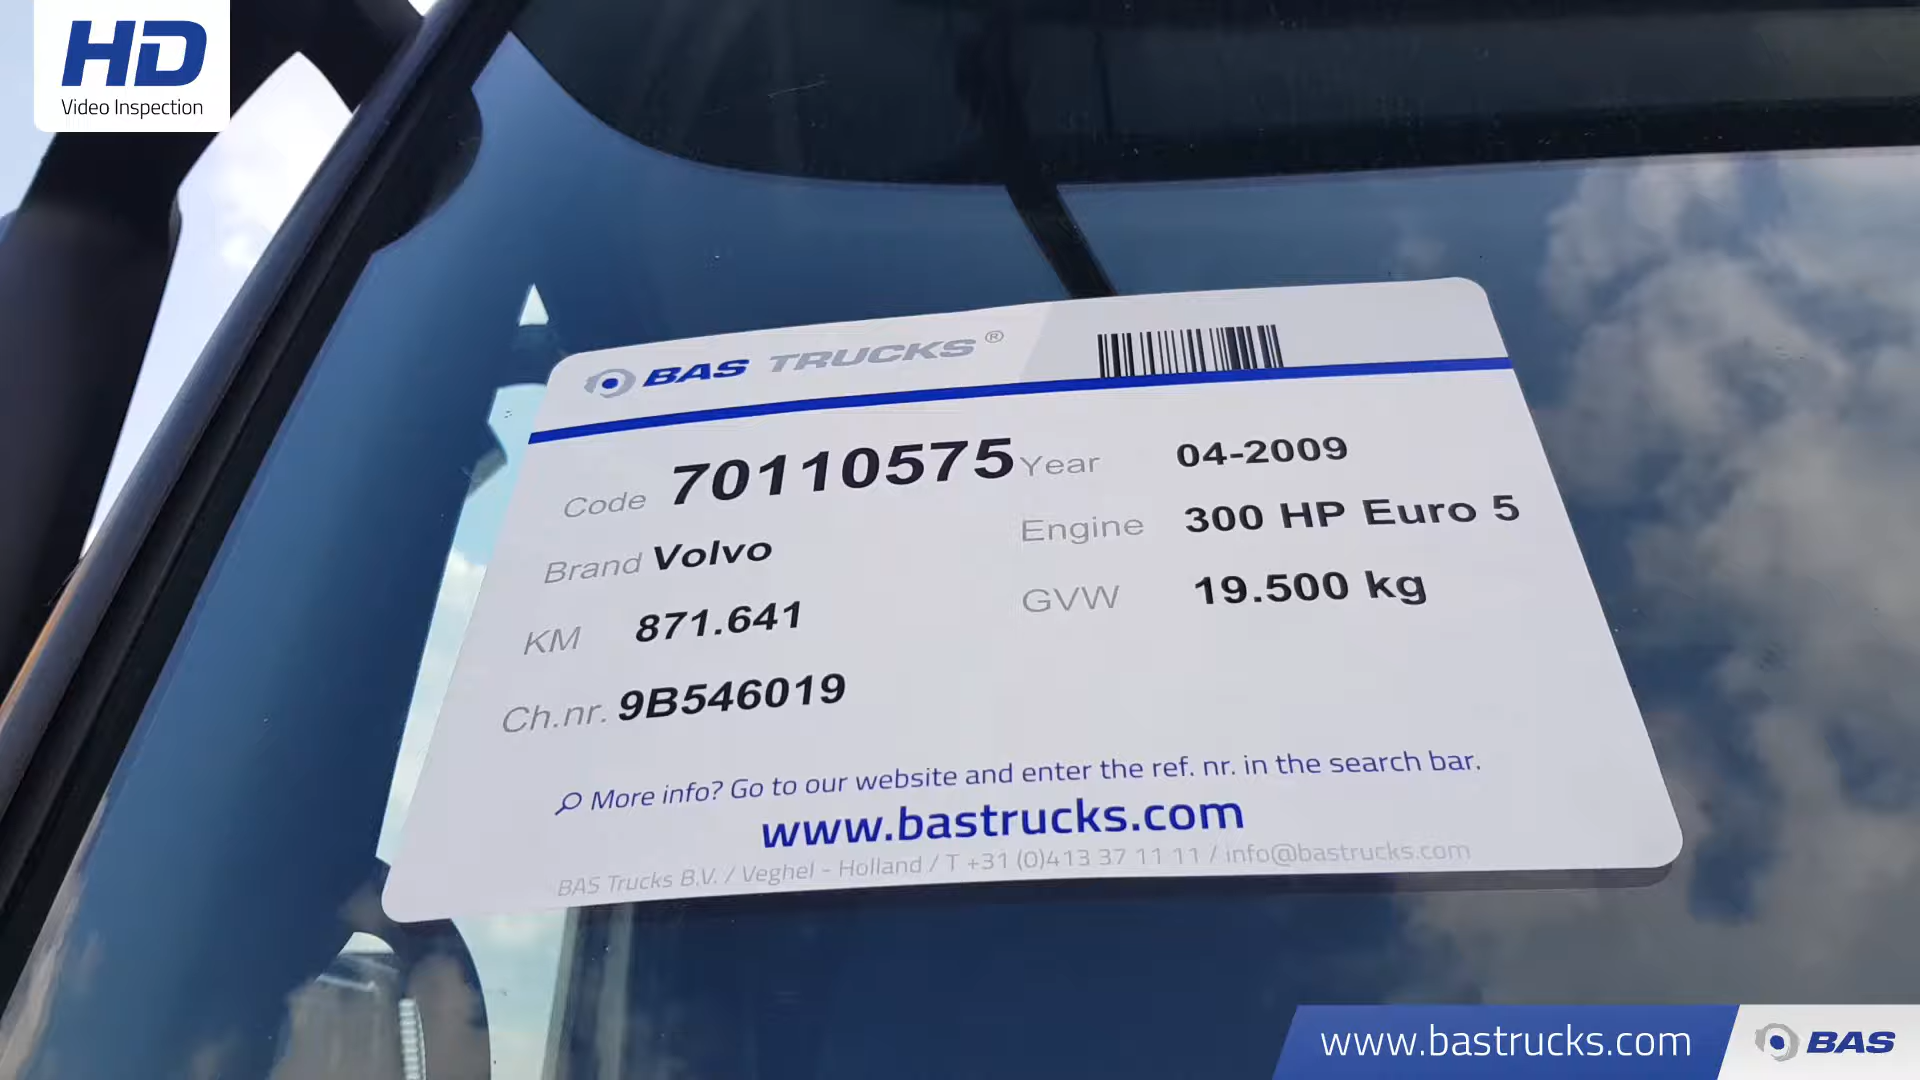 HD
Video Inspection
BAS TRUCKS ®
Code 70110575
Year 04-2009
Brand Volvo
Engine 300 HP Euro 5
KM 871.641
GVW 19.500 kg
Ch.nr. 9B546019
More info? Go to our website and enter the ref. nr. in the search bar.
www.bastrucks.com
BAS Trucks B.V. / Veghel - Holland / T +31 (0)413 37 11 11 / info@bastrucks.com
www.bastrucks.com
BAS